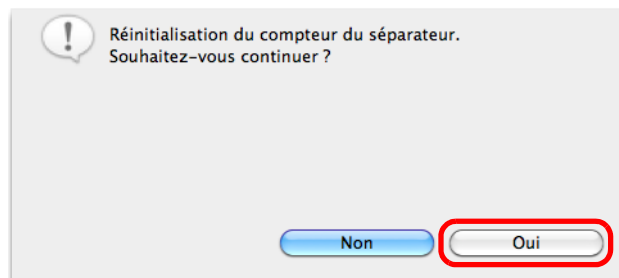 Réinitialisation du compteur du séparateur.
Souhaitez-vous continuer ?
Non
Oui